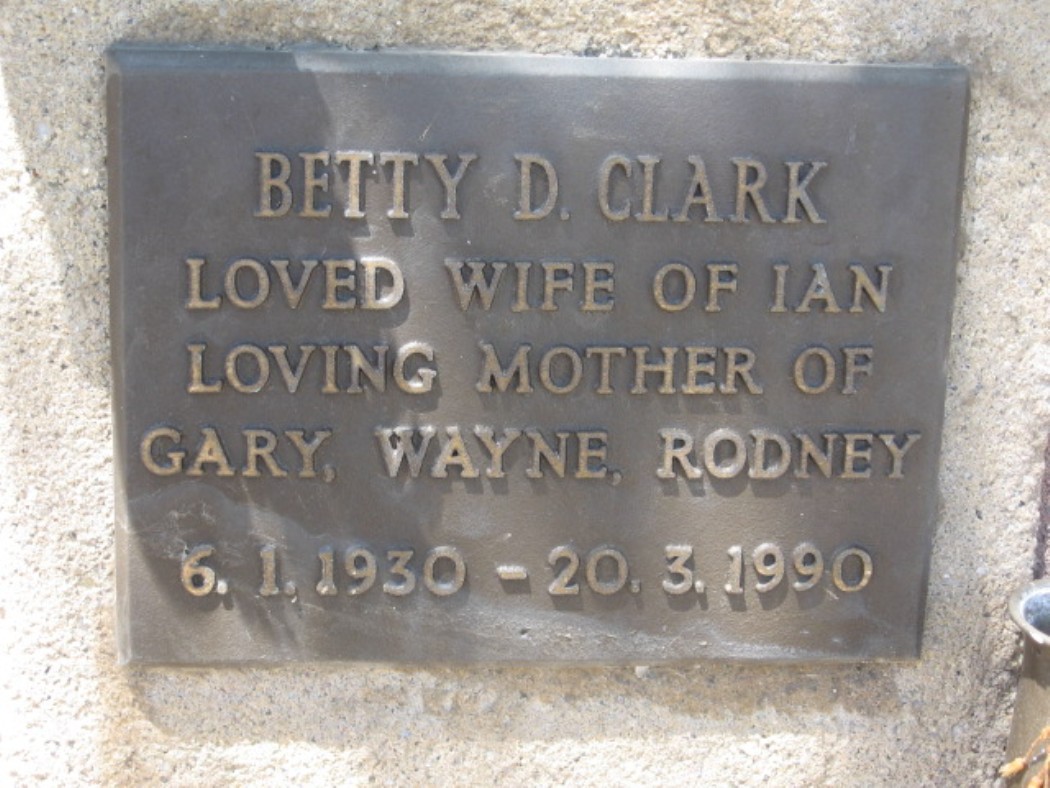 BETTY D. CLARK
LOVED WIFE OF IAN
LOVING MOTHER OF
GARY, WAYNE, RODNEY
6. 1. 1930 - 20. 3. 1990